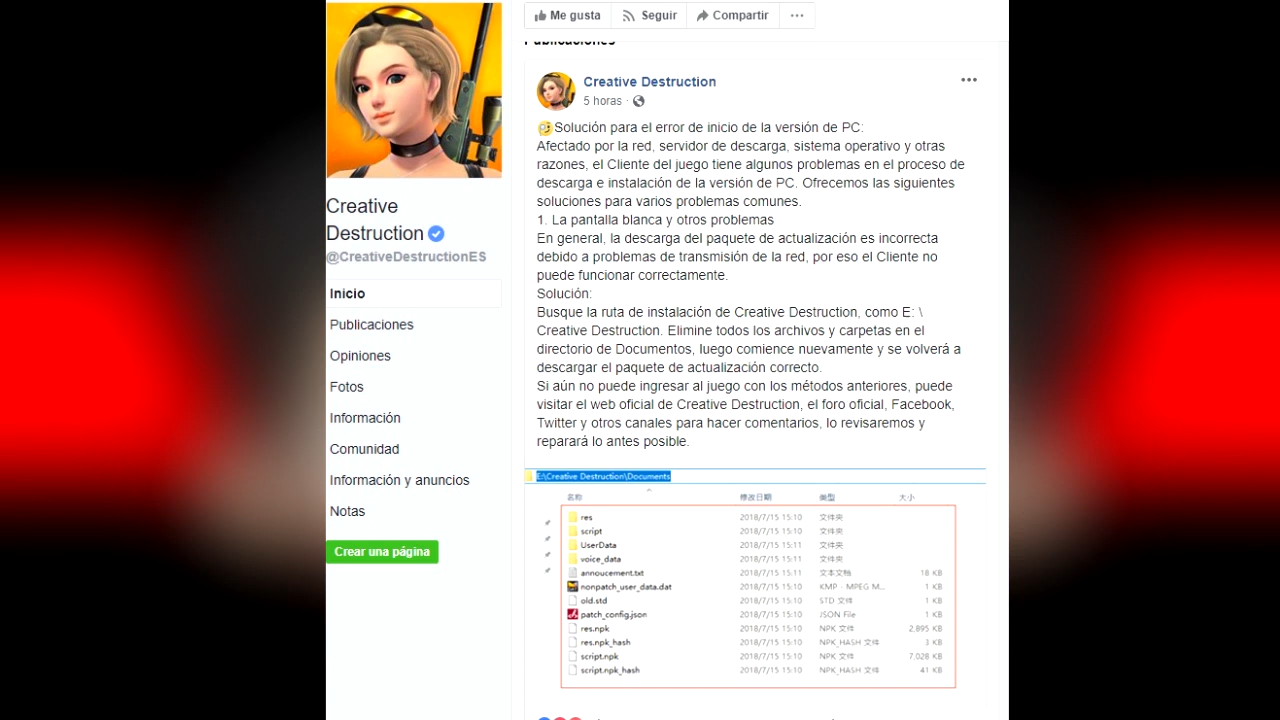 Me gusta
Seguir
Compartir
Publicaciones
Creative
Destruction
@CreativeDestructionES
Inicio
Publicaciones
Opiniones
Fotos
Información
Comunidad
Información y anuncios
Notas
Crear una página
Creative Destruction
5 horas ·
Solución para el error de inicio de la versión de PC:
Afectado por la red, servidor de descarga, sistema operativo y otras
razones, el Cliente del juego tiene algunos problemas en el proceso de
descarga e instalación de la versión de PC. Ofrecemos las siguientes
soluciones para varios problemas comunes.
1. La pantalla blanca y otros problemas
En general, la descarga del paquete de actualización es incorrecta
debido a problemas de transmisión de la red, por eso el Cliente no
puede funcionar correctamente.
Solución:
Busque la ruta de instalación de Creative Destruction, como E: \
Creative Destruction. Elimine todos los archivos y carpetas en el
directorio de Documentos, luego comience nuevamente y se volverá a
descargar el paquete de actualización correcto.
Si aún no puede ingresar al juego con los métodos anteriores, puede
visitar el web oficial de Creative Destruction, el foro oficial, Facebook,
Twitter y otros canales para hacer comentarios, lo revisaremos y
reparará lo antes posible.
E:\Creative Destruction\Documents
名称 修改日期 类型 大小
res 2018/7/15 15:10 文件夹
script 2018/7/15 15:10 文件夹
UserData 2018/7/15 15:11 文件夹
voice_data 2018/7/15 15:11 文件夹
annoucement.txt 2018/7/15 15:11 文本文档 18 KB
nonpatch_user_data.dat 2018/7/15 15:10 KMP - MPEG M... 1 KB
old.std 2018/7/15 15:10 STD 文件 1 KB
patch_config.json 2018/7/15 15:10 JSON File 1 KB
res.npk 2018/7/15 15:10 NPK 文件 2,895 KB
res.npk_hash 2018/7/15 15:10 NPK_HASH 文件 3 KB
script.npk 2018/7/15 15:10 NPK 文件 7,028 KB
script.npk_hash 2018/7/15 15:10 NPK_HASH 文件 41 KB